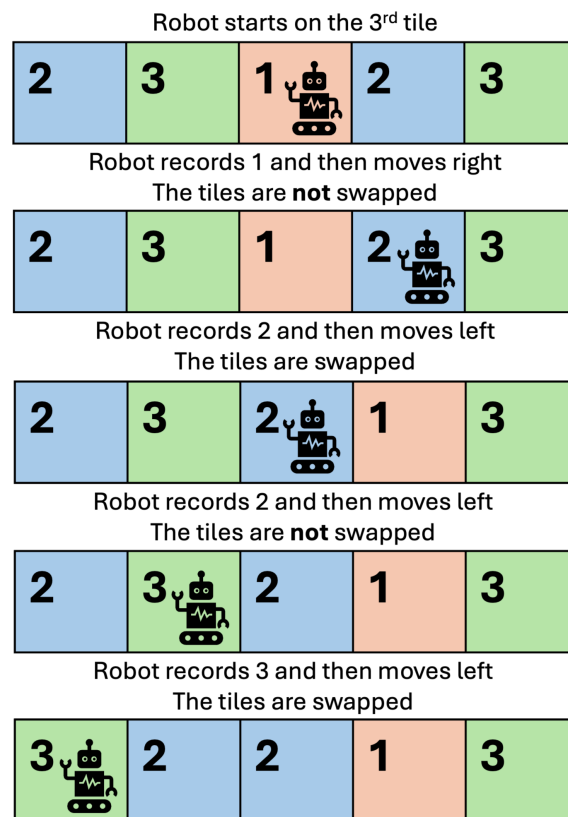 Robot starts on the 3rd tile
2 3 1 2 3
Robot records 1 and then moves right
The tiles are not swapped
2 3 1 2 3
Robot records 2 and then moves left
The tiles are swapped
2 3 2 1 3
Robot records 2 and then moves left
The tiles are not swapped
2 3 2 1 3
Robot records 3 and then moves left
The tiles are swapped
3 2 2 1 3